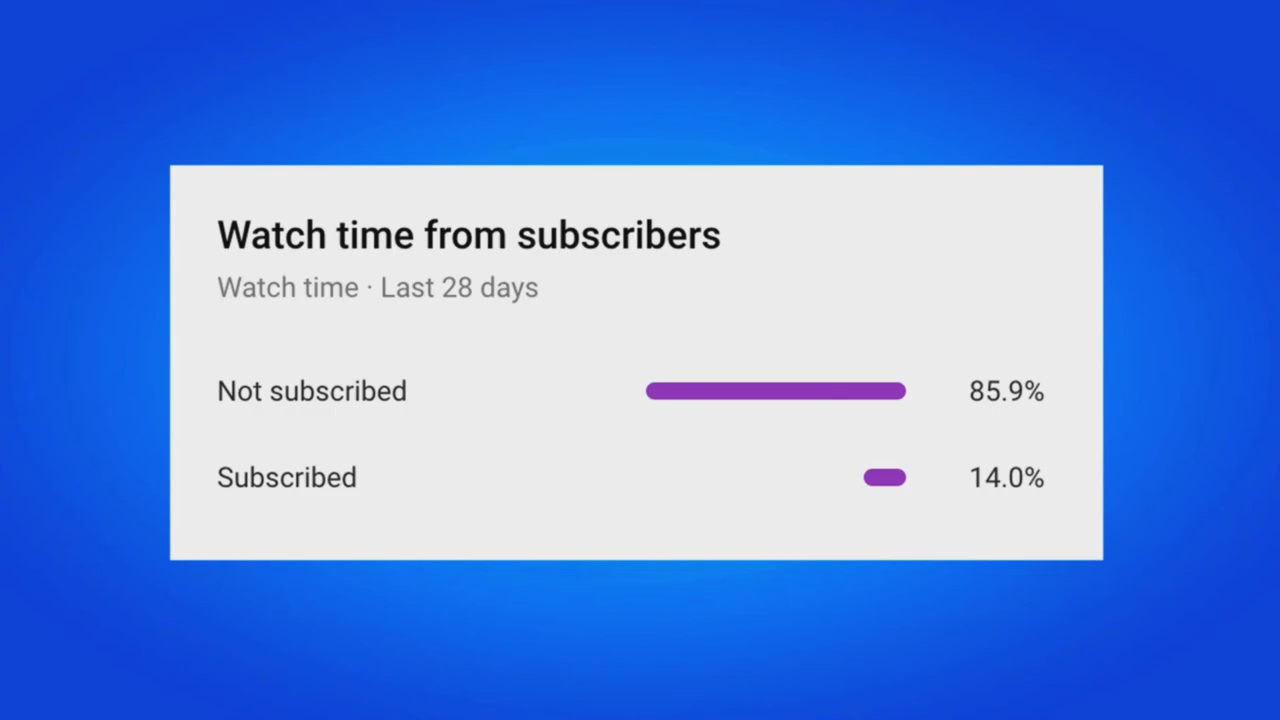 Watch time from subscribers
Watch time · Last 28 days
Not subscribed 85.9%
Subscribed 14.0%